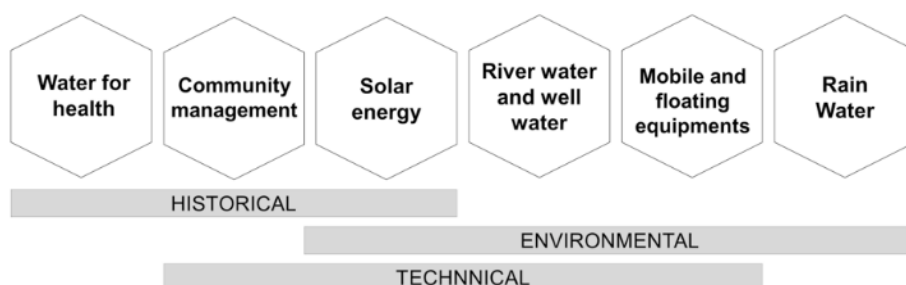 Water for
health
Community
management
Solar
energy
River water
and well
water
Mobile and
floating
equipments
Rain
Water
HISTORICAL
ENVIRONMENTAL
TECHNNICAL